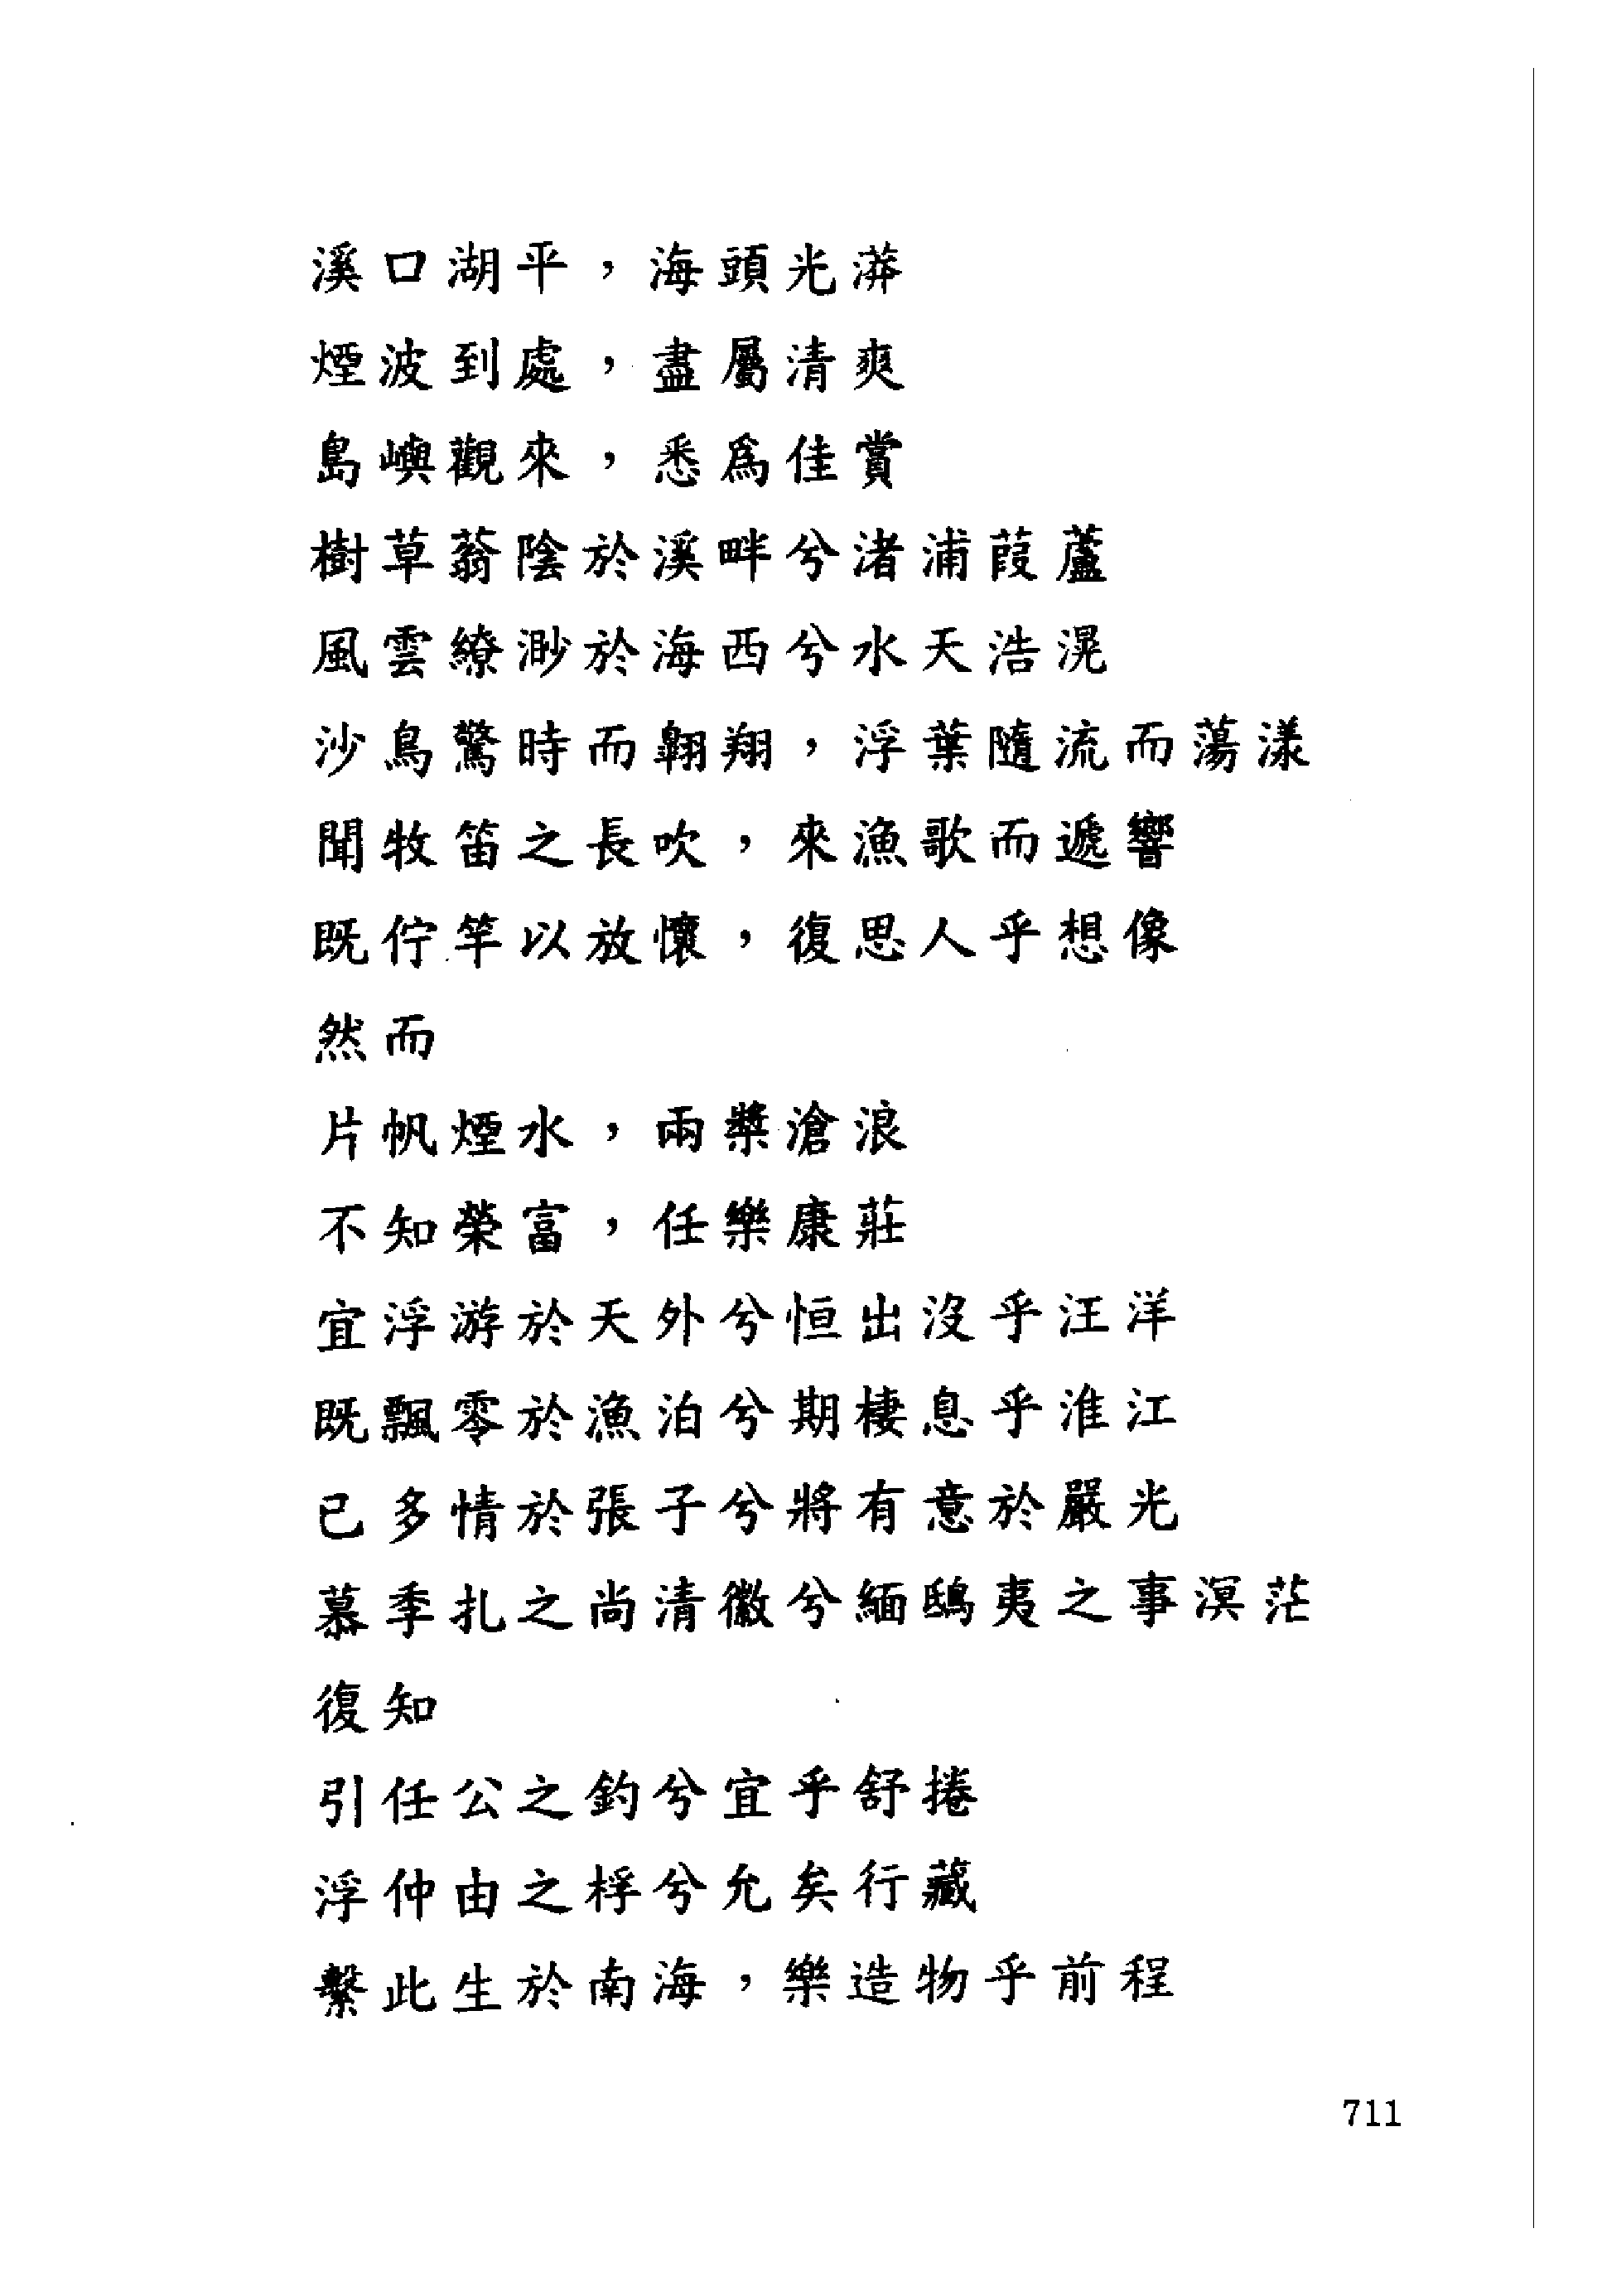 溪口湖平，海頭光漭
煙波到處，盡屬清爽
島嶼觀來，悉為佳賞
樹草蓊陰於溪畔兮渚浦葭蘆
風雲繚渺於海西兮水天浩滉
沙鳥驚時而翱翔，浮葉隨流而蕩漾
聞牧笛之長吹，來漁歌而遞響
既佇竿以放懷，復思人乎想像
然而
片帆煙水，兩槳滄浪
不知榮富，任樂康莊
宜浮游於天外兮恒出沒乎汪洋
既飄零於漁泊兮期棲息乎淮江
已多情於張子兮將有意於嚴光
慕季扎之尚清徽兮緬鴟夷之事溟茫
復知
引任公之釣兮宜乎舒捲
浮仲由之桴兮允矣行藏
繫此生於南海，樂造物乎前程
711